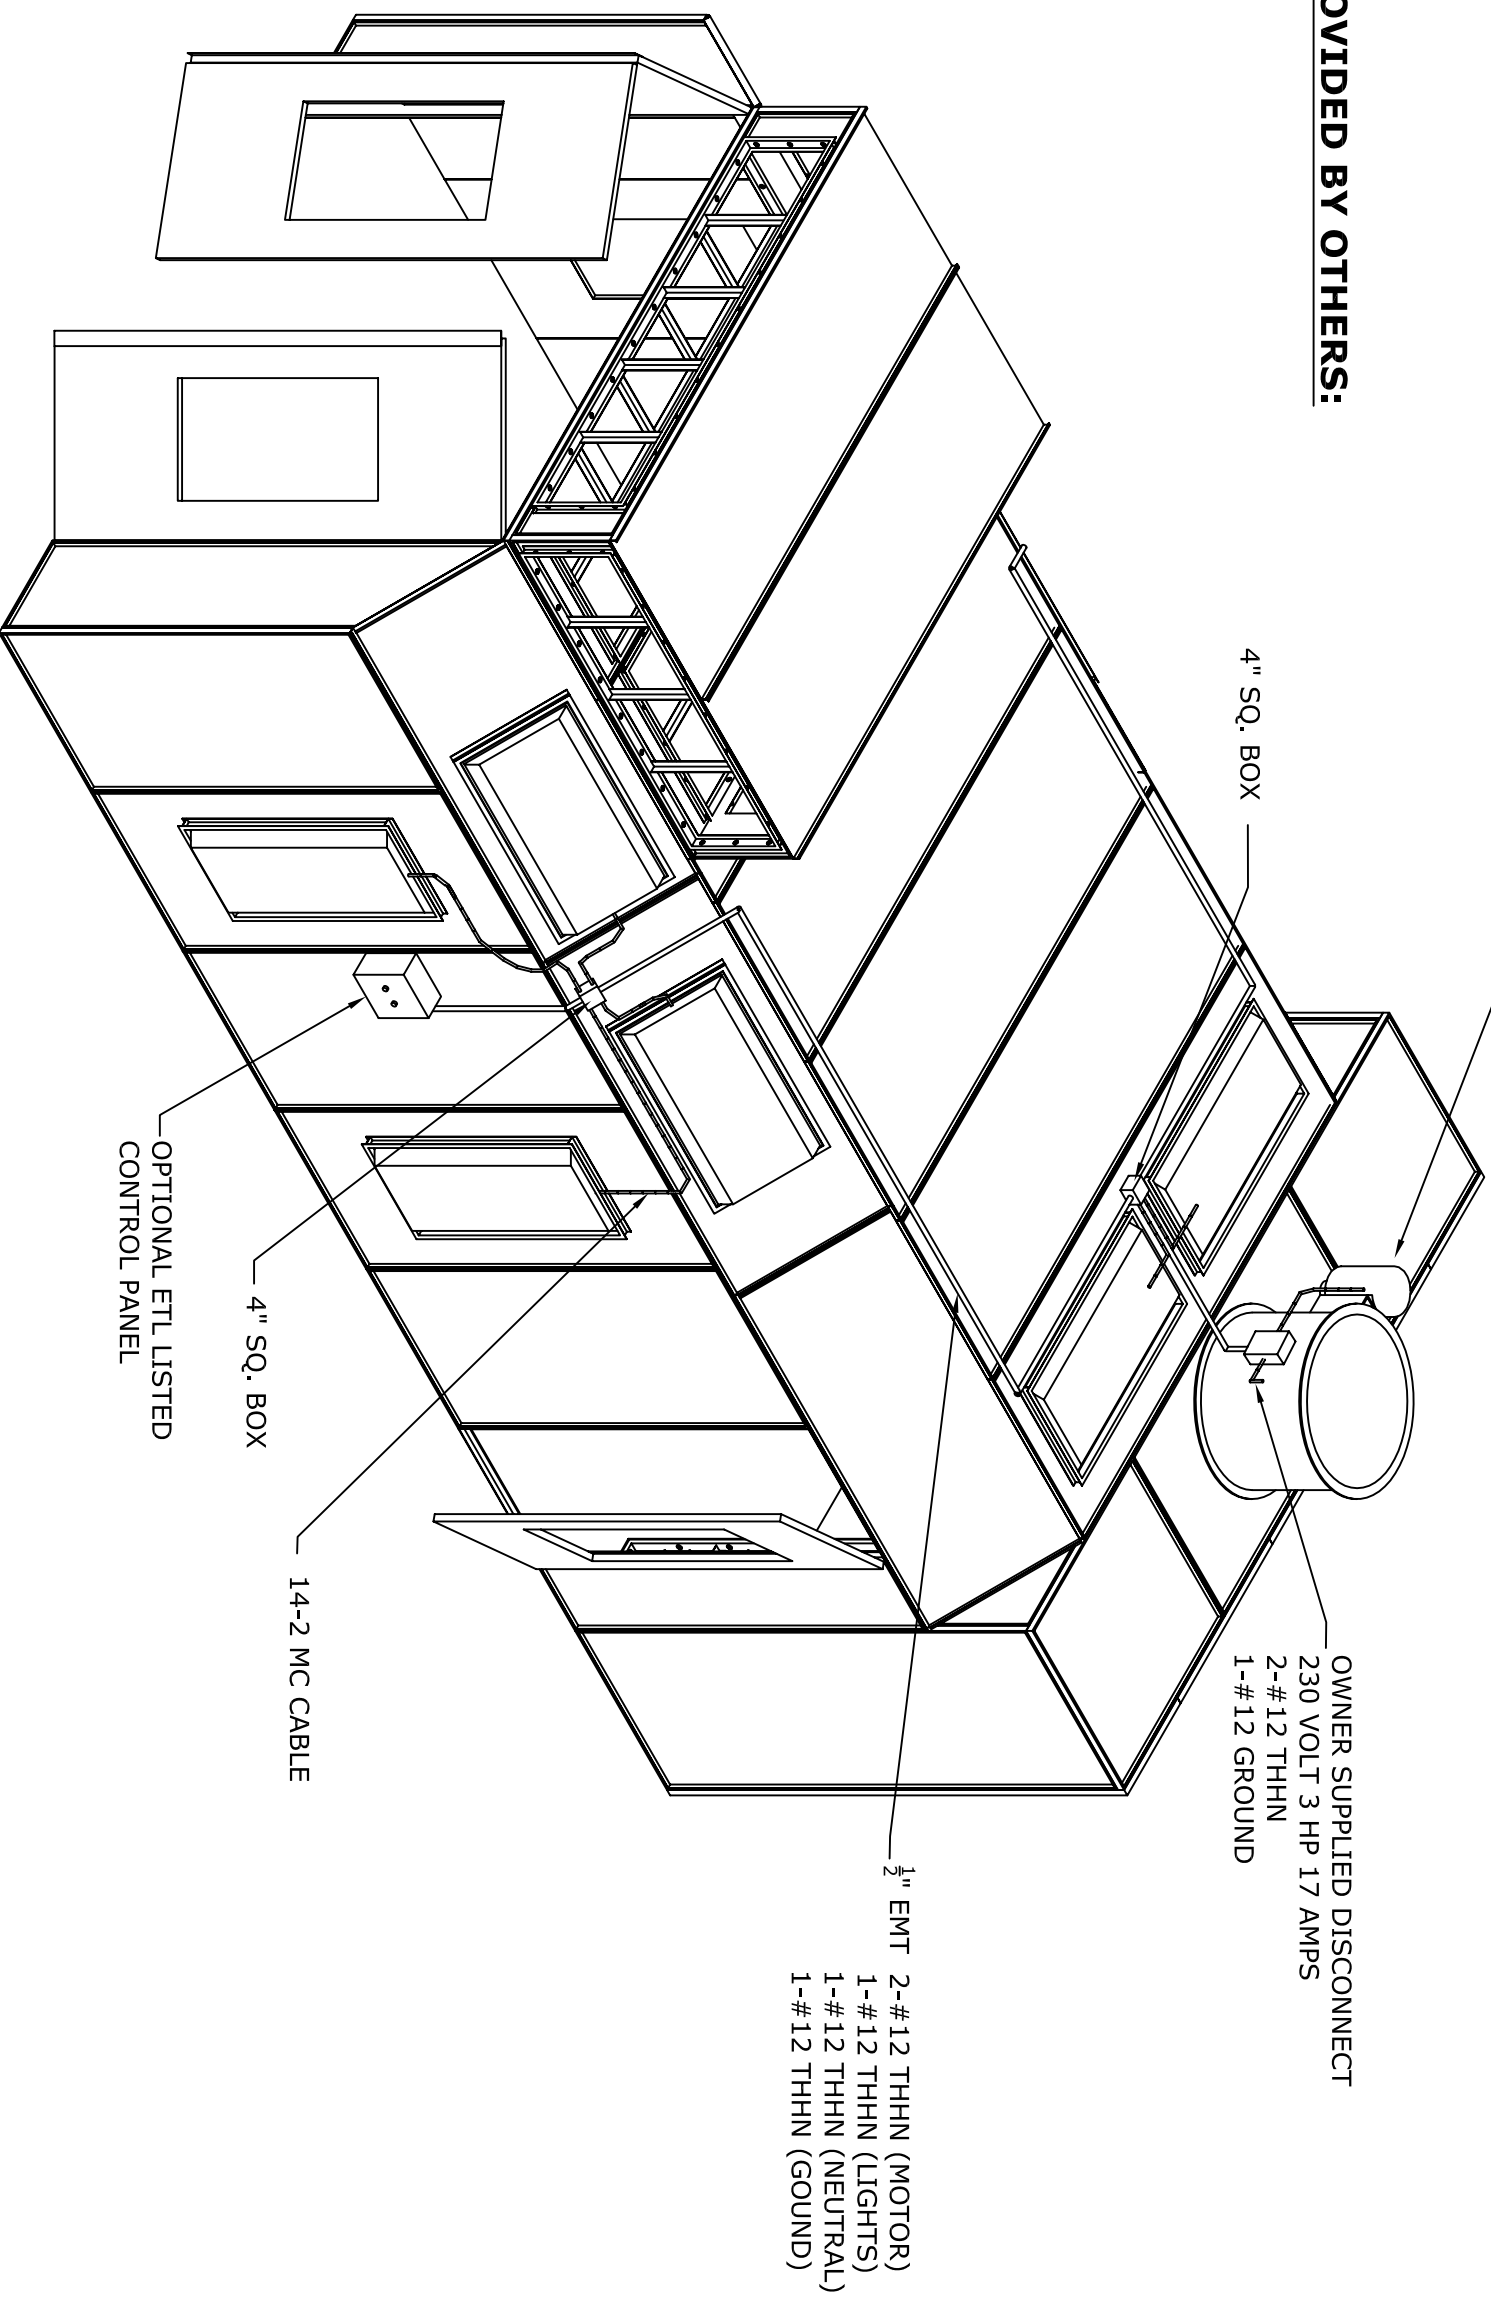 OVIDED BY OTHERS:
4" SQ. BOX
OWNER SUPPLIED DISCONNECT
230 VOLT 3 HP 17 AMPS
2-#12 THHN
1-#12 GROUND
½" EMT 2-#12 THHN (MOTOR)
1-#12 THHN (LIGHTS)
1-#12 THHN (NEUTRAL)
1-#12 THHN (GOUND)
14-2 MC CABLE
4" SQ. BOX
OPTIONAL ETL LISTED
CONTROL PANEL